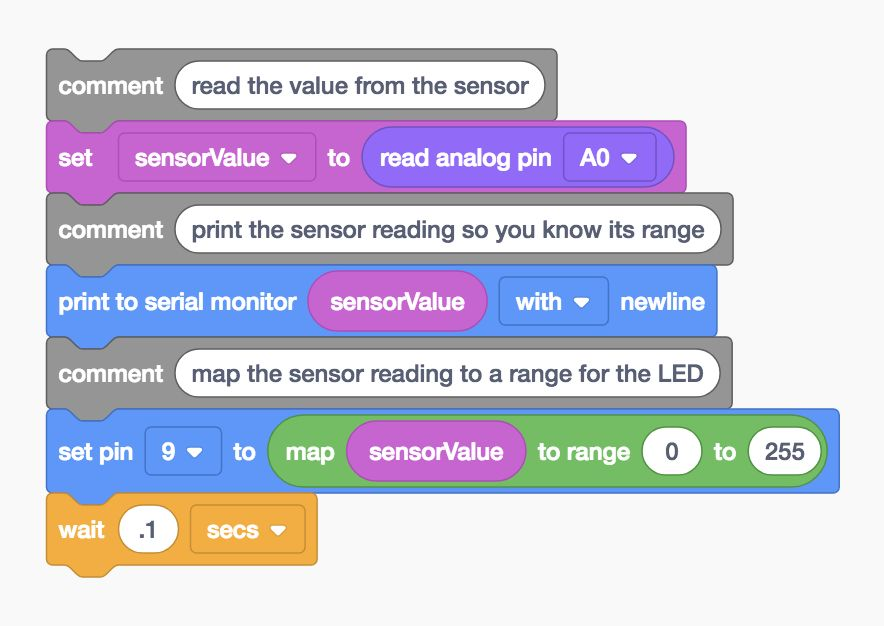 comment read the value from the sensor
set sensorValue to read analog pin A0
comment print the sensor reading so you know its range
print to serial monitor sensorValue with newline
comment map the sensor reading to a range for the LED
set pin 9 to map sensorValue to range 0 to 255
wait .1 secs